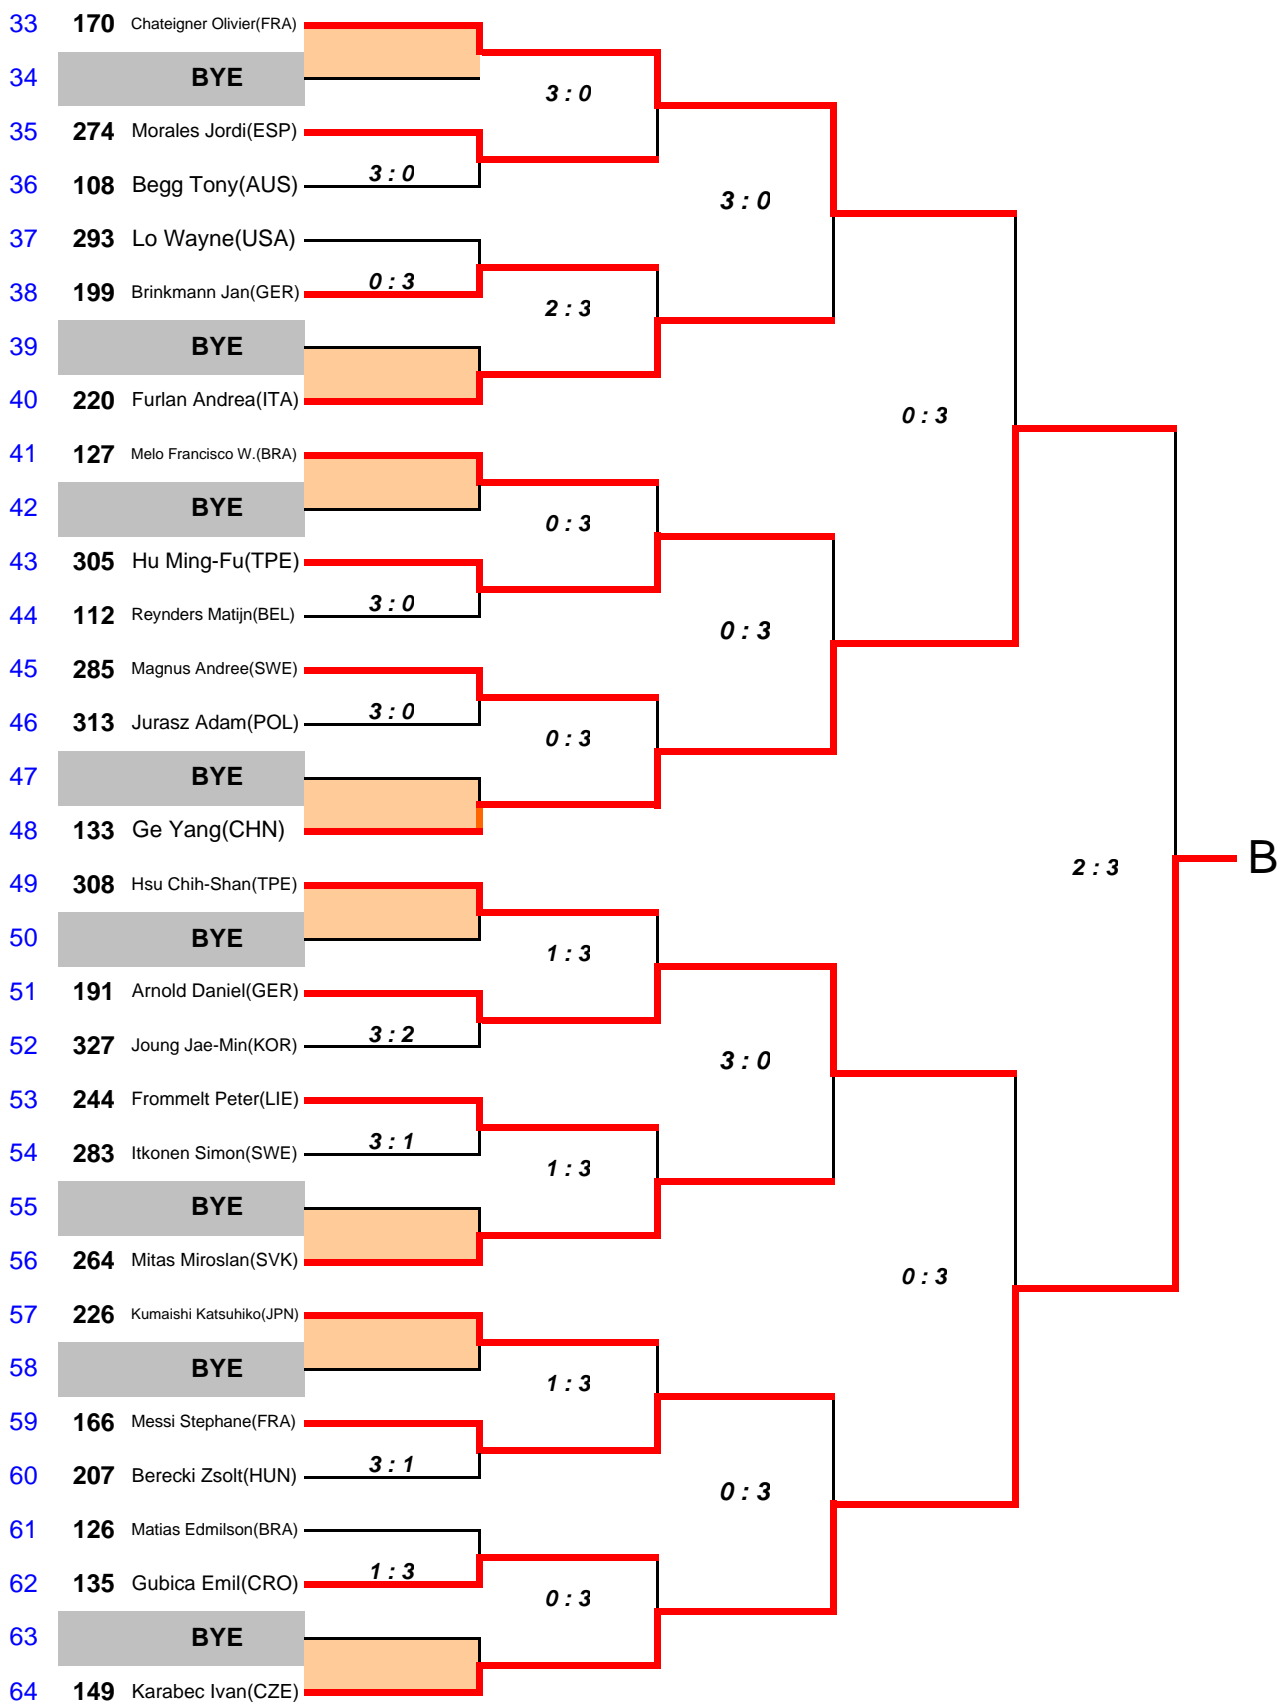 33 170 Chateigner Olivier(FRA)
34 BYE
3 : 0
35 274 Morales Jordi(ESP)
3 : 0
36 108 Begg Tony(AUS)
3 : 0
37 293 Lo Wayne(USA)
0 : 3
38 199 Brinkmann Jan(GER)
2 : 3
39 BYE
40 220 Furlan Andrea(ITA)
0 : 3
41 127 Melo Francisco W.(BRA)
42 BYE
0 : 3
43 305 Hu Ming-Fu(TPE)
3 : 0
44 112 Reynders Matijn(BEL)
0 : 3
45 285 Magnus Andree(SWE)
3 : 0
46 313 Jurasz Adam(POL)
0 : 3
47 BYE
48 133 Ge Yang(CHN)
2 : 3 B
49 308 Hsu Chih-Shan(TPE)
50 BYE
1 : 3
51 191 Arnold Daniel(GER)
3 : 2
52 327 Joung Jae-Min(KOR)
3 : 0
53 244 Frommelt Peter(LIE)
3 : 1
54 283 Itkonen Simon(SWE)
1 : 3
55 BYE
56 264 Mitas Miroslan(SVK)
0 : 3
57 226 Kumaishi Katsuhiko(JPN)
58 BYE
1 : 3
59 166 Messi Stephane(FRA)
3 : 1
60 207 Berecki Zsolt(HUN)
0 : 3
61 126 Matias Edmilson(BRA)
1 : 3
62 135 Gubica Emil(CRO)
0 : 3
63 BYE
64 149 Karabec Ivan(CZE)